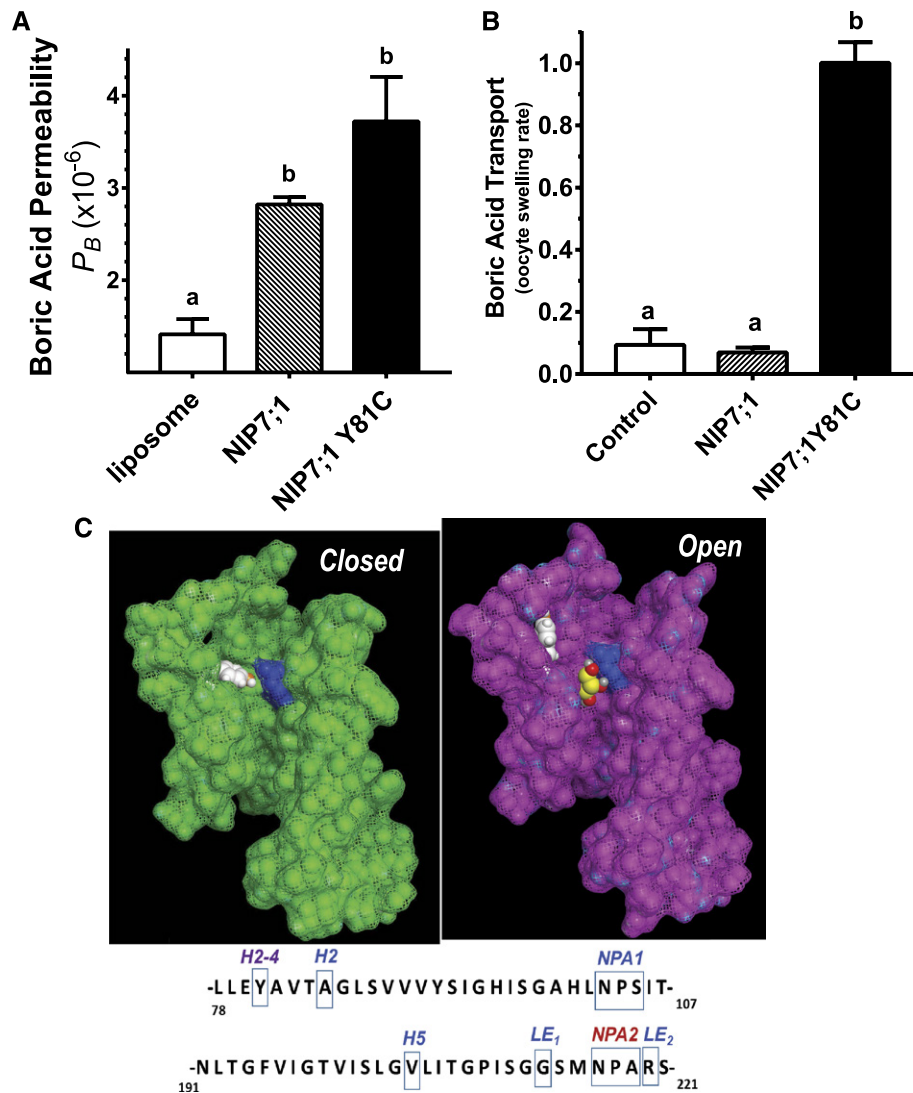 A
Boric Acid Permeability
P_B (x10^-6)
4
3
2
a
b
b
liposome
NIP7;1
NIP7;1 Y81C
B
Boric Acid Transport
(oocyte swelling rate)
1.0
0.8
0.6
0.4
0.2
0.0
a
a
b
Control
NIP7;1
NIP7;1Y81C
C
Closed
Open
H2-4 H2 NPA1
-LLEYAVTAGLSVVVYSIGHISGAHLNPSIT-
78 107
H5 LE1 NPA2 LE2
-NLTGFVIGTVISLGVLITGPISGGSMNPARS-
191 221